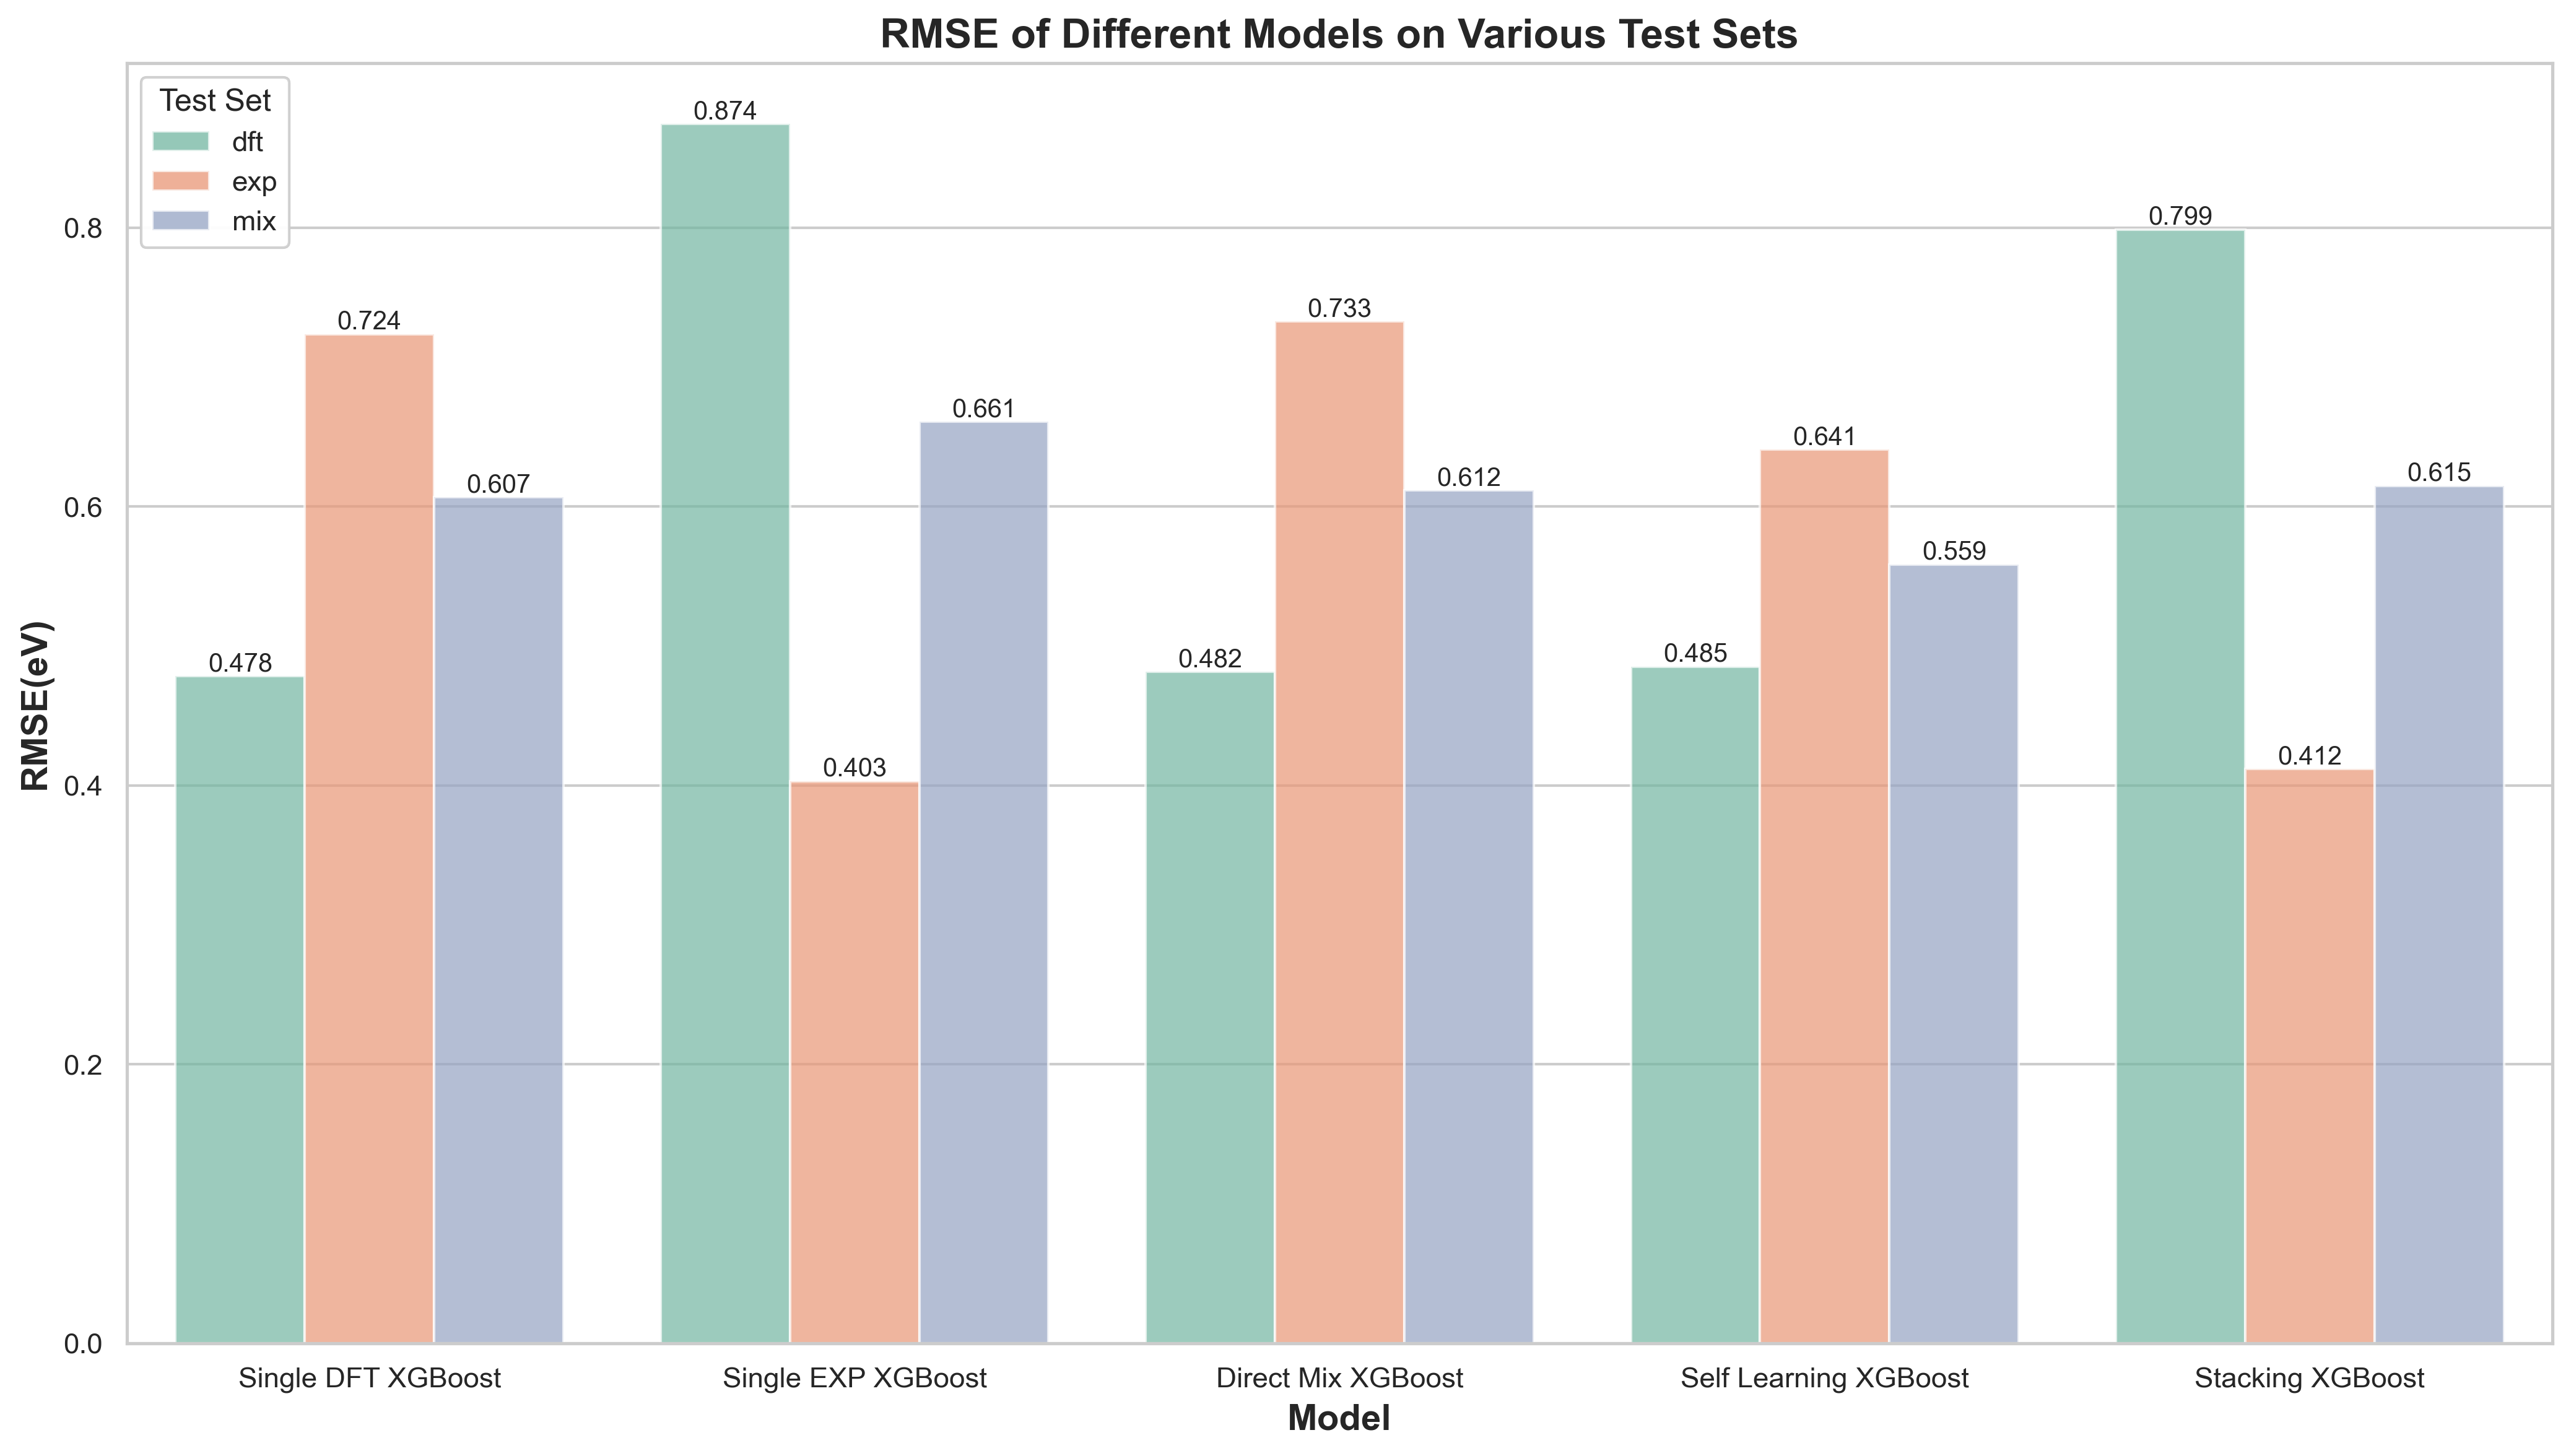 RMSE of Different Models on Various Test Sets
Test Set
dft
exp
mix
RMSE(eV)
0.8
0.6
0.4
0.2
0.0
0.478
0.724
0.607
0.874
0.403
0.661
0.482
0.733
0.612
0.485
0.641
0.559
0.799
0.412
0.615
Single DFT XGBoost
Single EXP XGBoost
Direct Mix XGBoost
Self Learning XGBoost
Stacking XGBoost
Model